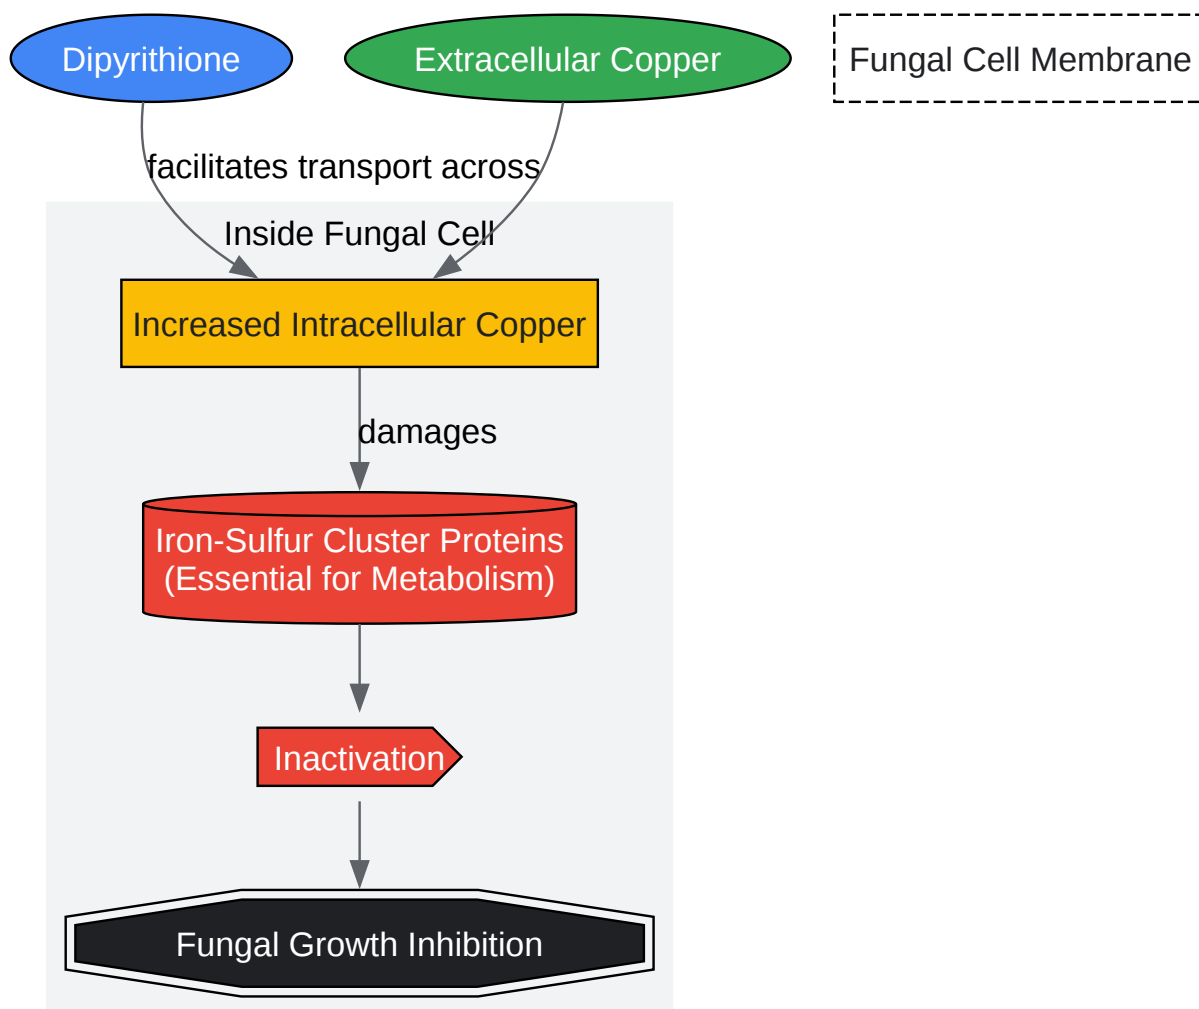 Dipyrithione
Extracellular Copper
Fungal Cell Membrane
facilitates transport across
Inside Fungal Cell
Increased Intracellular Copper
damages
Iron-Sulfur Cluster Proteins
(Essential for Metabolism)
Inactivation
Fungal Growth Inhibition